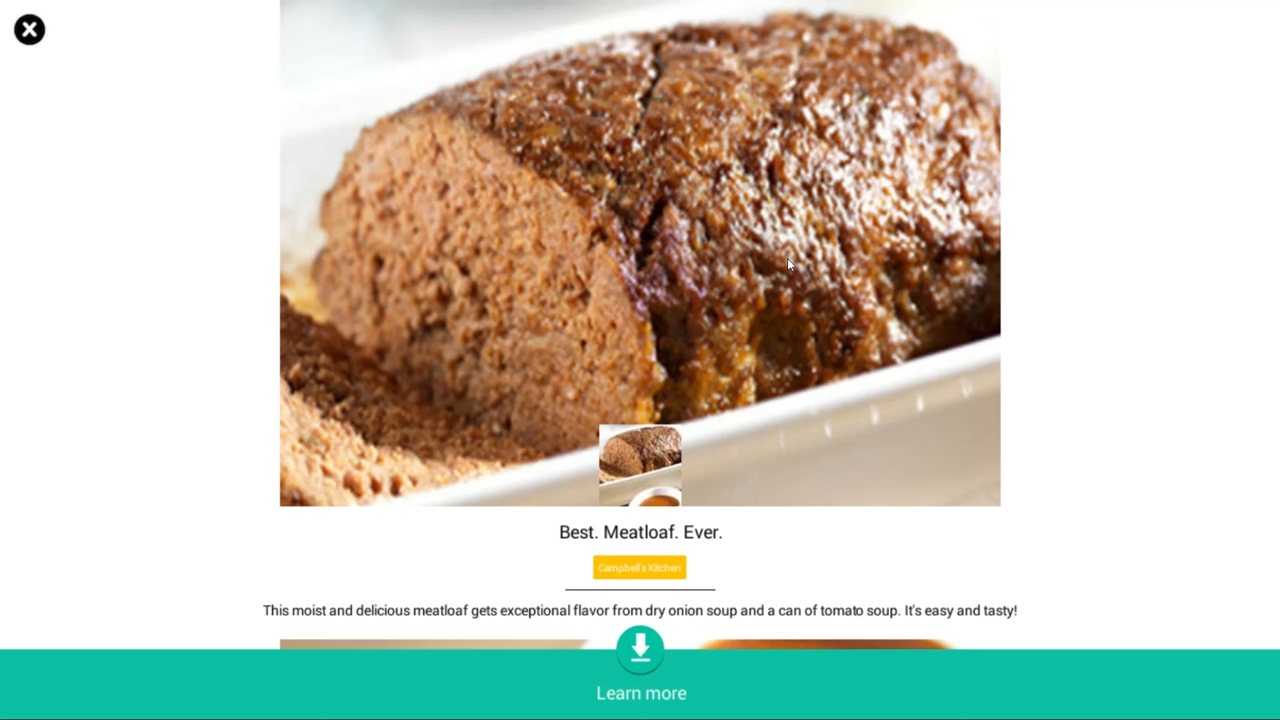 Best. Meatloaf. Ever.
Campbell's Kitchen
This moist and delicious meatloaf gets exceptional flavor from dry onion soup and a can of tomato soup. It's easy and tasty!
Learn more